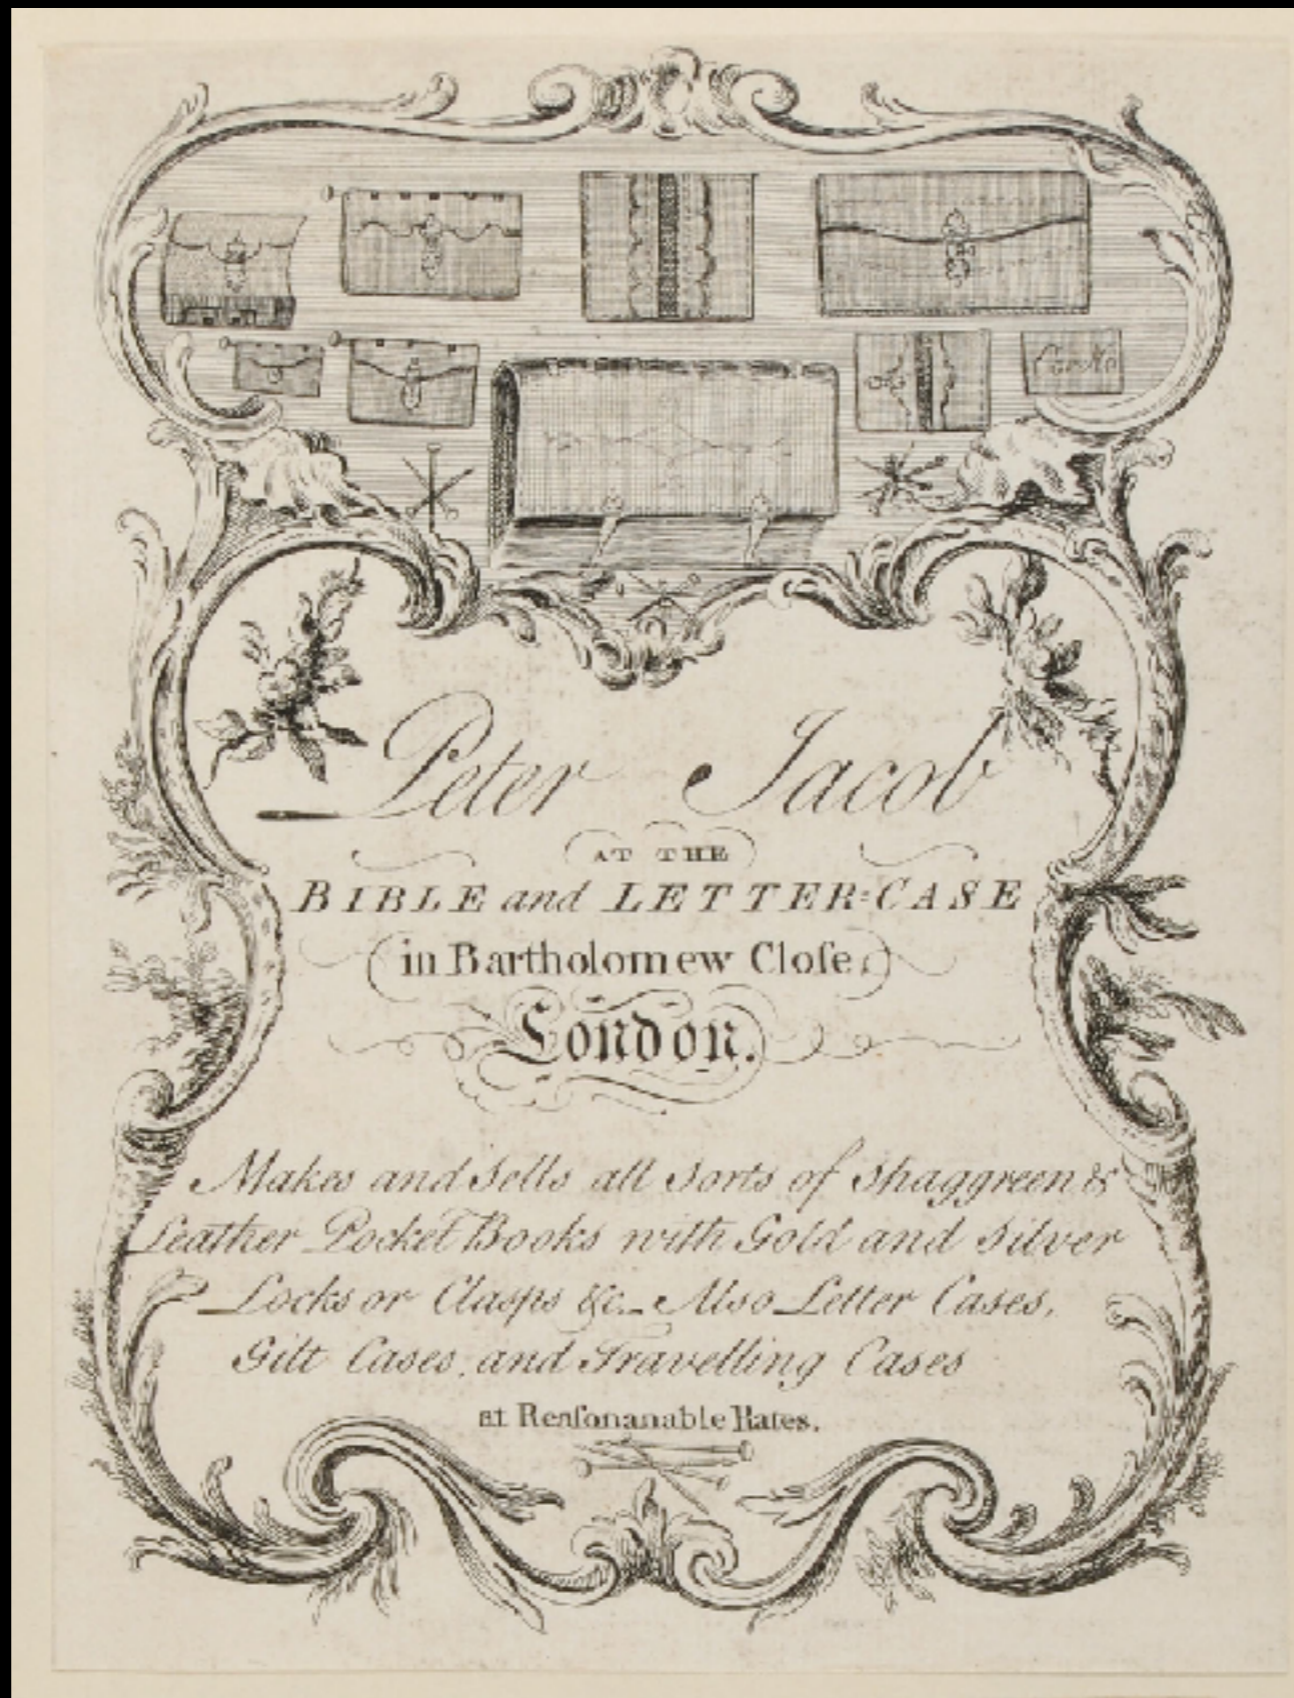 Cards
Peter Jacob
AT THE
BIBLE and LETTER=CASE
in Bartholomew Cloſe,
London.
Makes and Sells all Sorts of Shaggreen &
Leather Pocket Books with Gold and Silver
Locks or Clasps &c. Also Letter Cases,
Gilt Cases, and Travelling Cases
at Reaſonanable Rates.